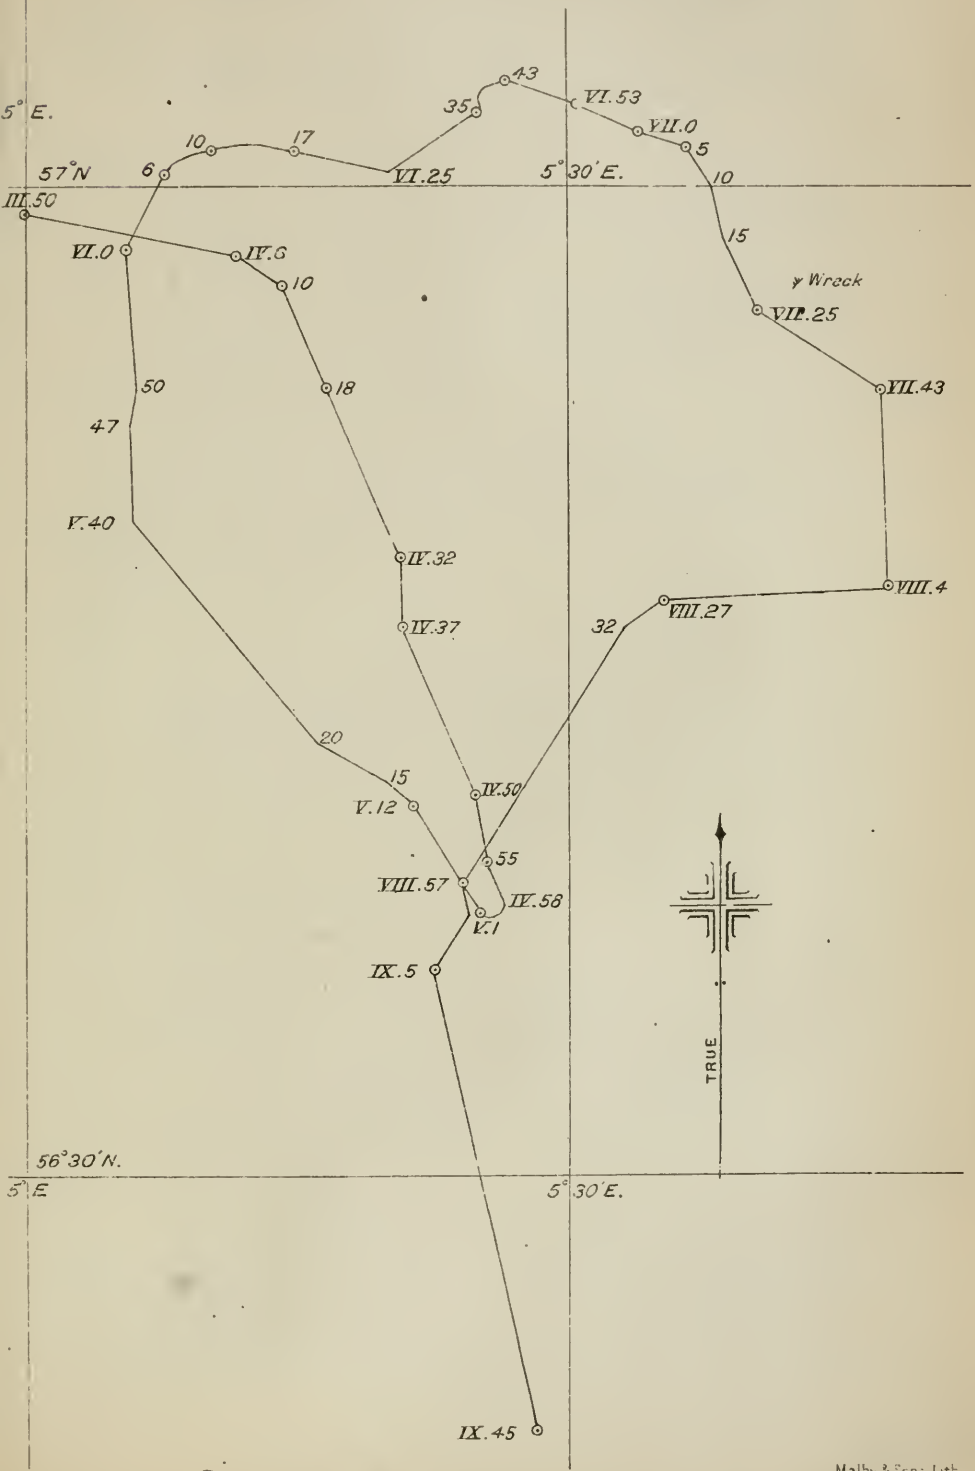 43
VI.53
5° E.
35
VII.0
10
17
5
6
57° N
VI.25
5° 30' E.
10
III.50
15
VI.0
IV.6
10
Wreck
VII.25
50
18
VII.43
47
V.40
IV.32
VIII.4
VIII.27
IV.37
32
20
15
IV.50
V.12
55
VIII.57
IV.58
V.1
IX.5
TRUE
56° 30' N.
5° E
5° 30' E.
IX.45